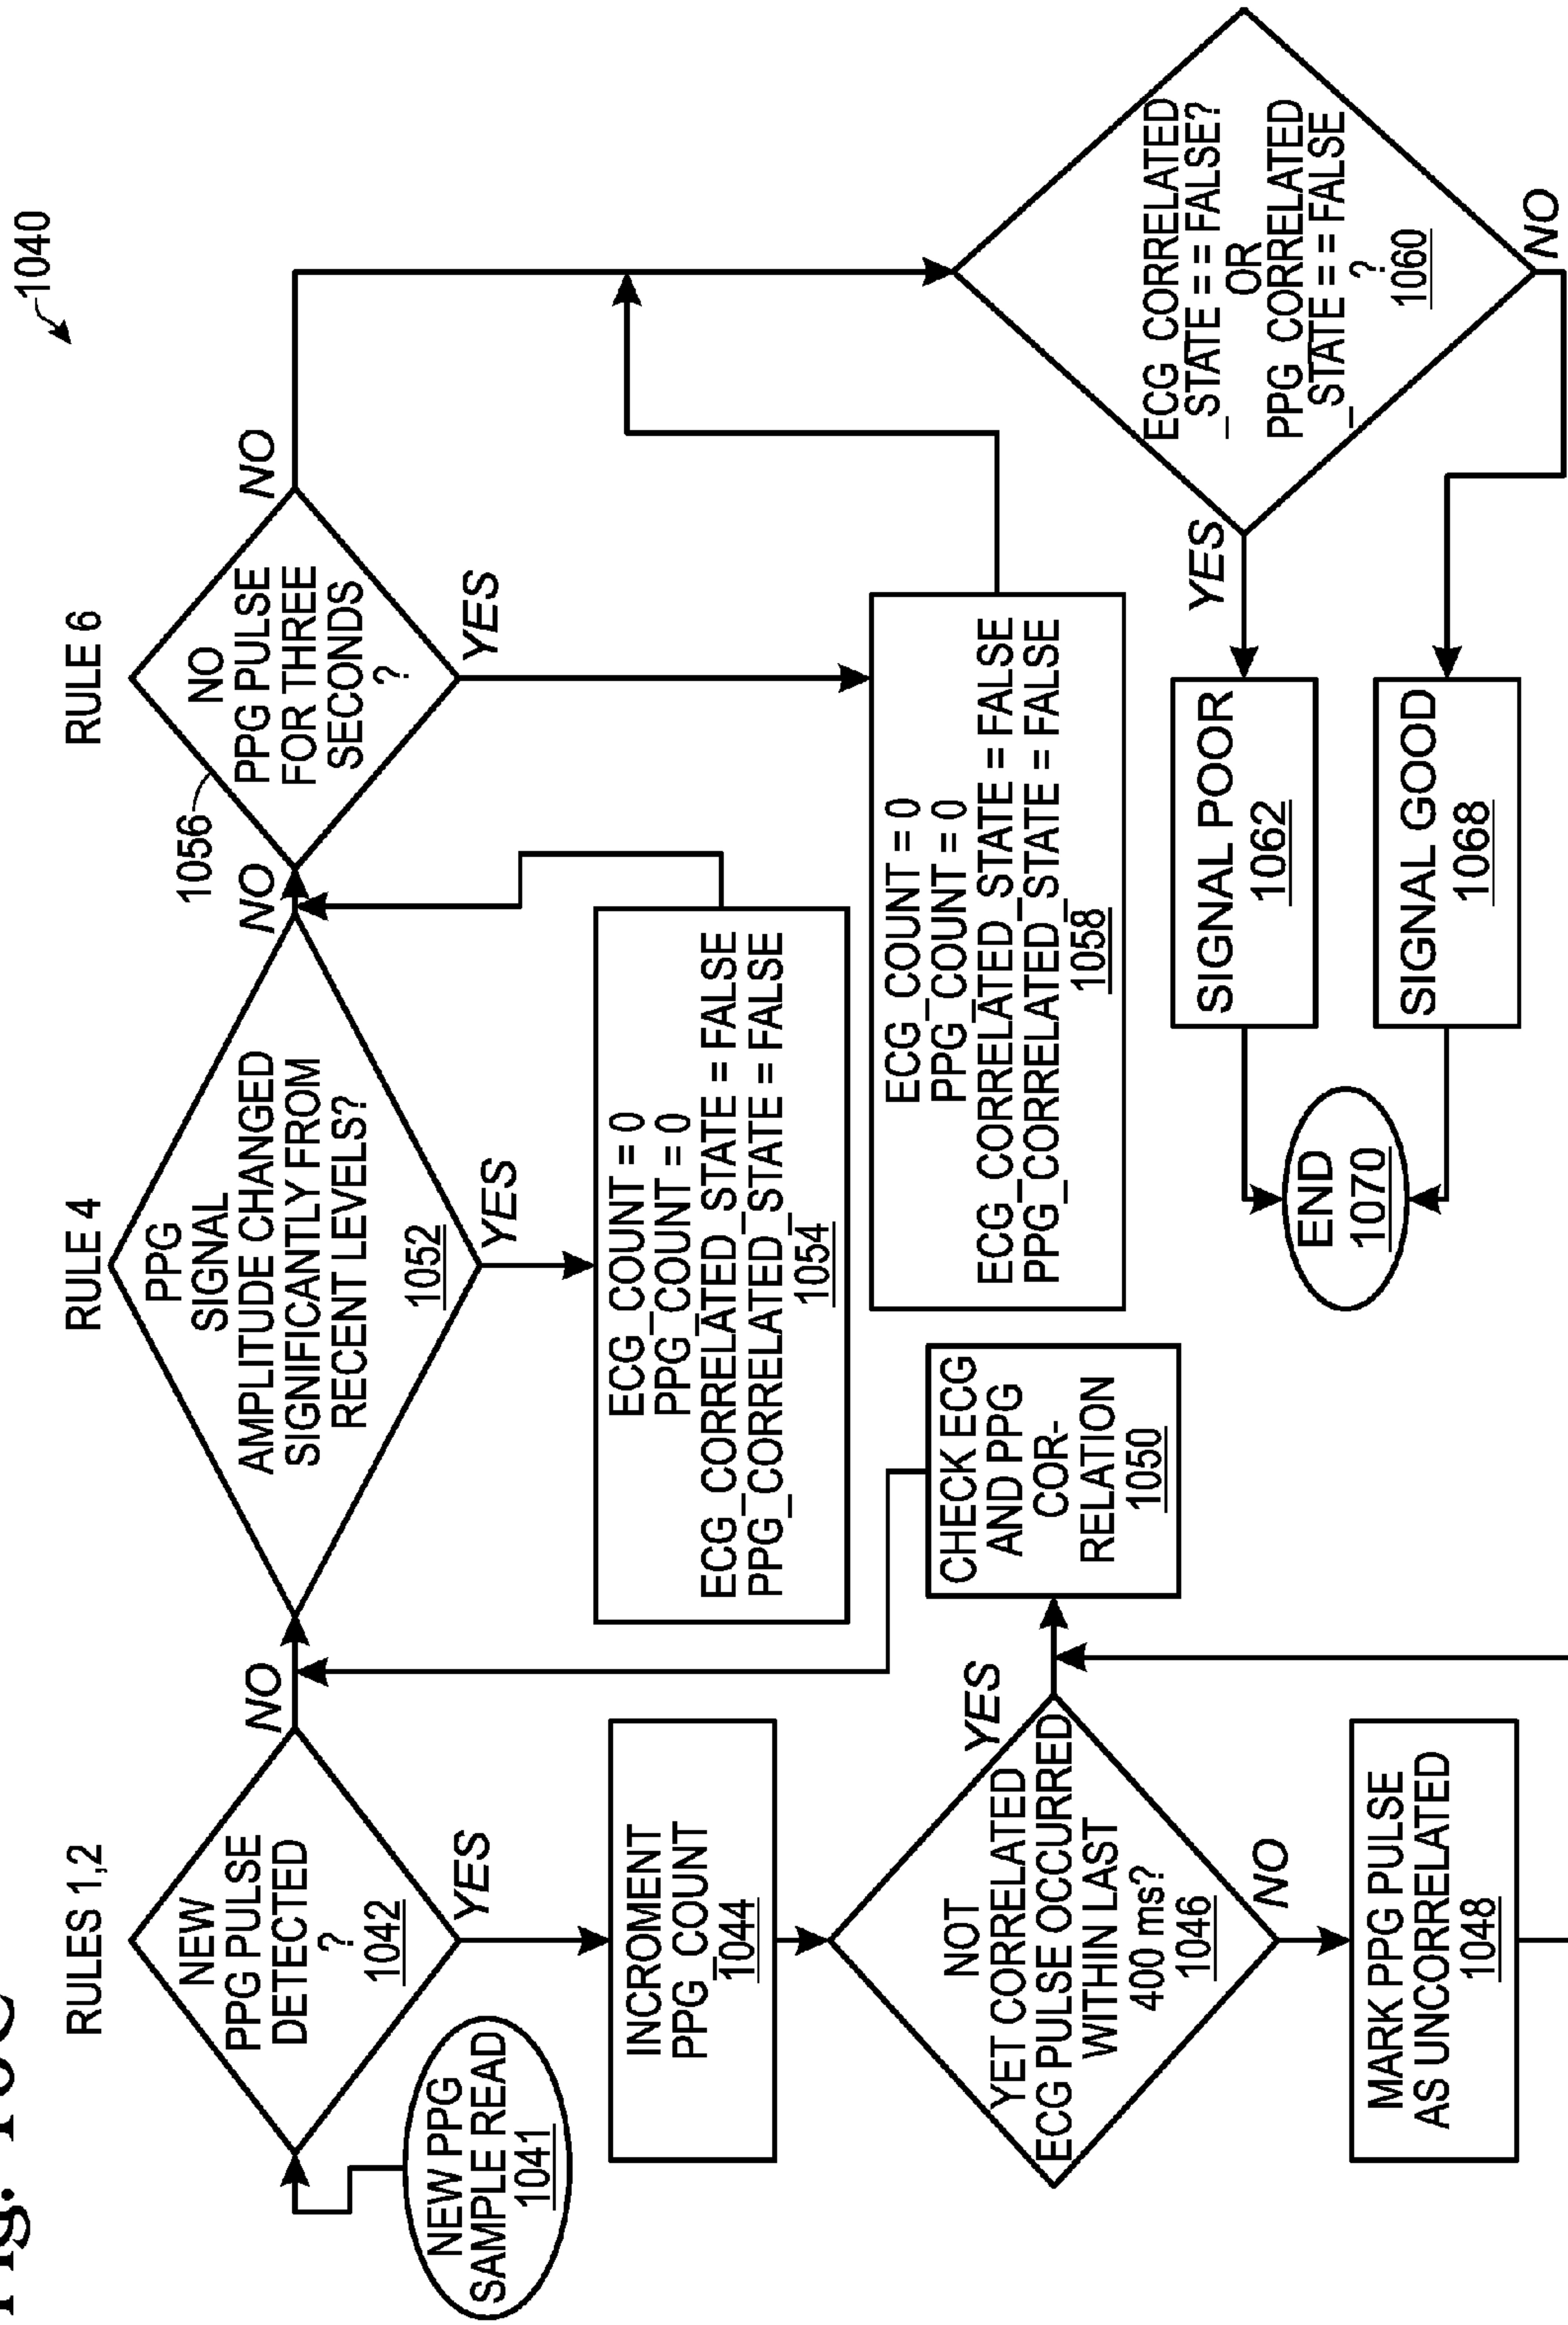 Fig. 10C
1040
RULES 1,2
RULE 4
RULE 6
NEW PPG
SAMPLE READ
1041
NEW
PPG PULSE
DETECTED
?
1042
NO
YES
INCROMENT
PPG_COUNT
1044
NOT
YET CORRELATED
ECG PULSE OCCURRED
WITHIN LAST
400 ms?
1046
YES
NO
MARK PPG PULSE
AS UNCORRELATED
1048
CHECK ECG
AND PPG
COR-
RELATION
1050
PPG
SIGNAL
AMPLITUDE CHANGED
SIGNIFICANTLY FROM
RECENT LEVELS?
1052
NO
YES
ECG_COUNT = 0
PPG_COUNT = 0
ECG_CORRELATED_STATE = FALSE
PPG_CORRELATED_STATE = FALSE
1054
1056
NO
PPG PULSE
FOR THREE
SECONDS
?
NO
YES
ECG_COUNT = 0
PPG_COUNT = 0
ECG_CORRELATED_STATE = FALSE
PPG_CORRELATED_STATE = FALSE
1058
ECG_CORRELATED
_STATE == FALSE?
OR
PPG_CORRELATED
_STATE == FALSE
?
1060
YES
NO
SIGNAL POOR
1062
SIGNAL GOOD
1068
END
1070